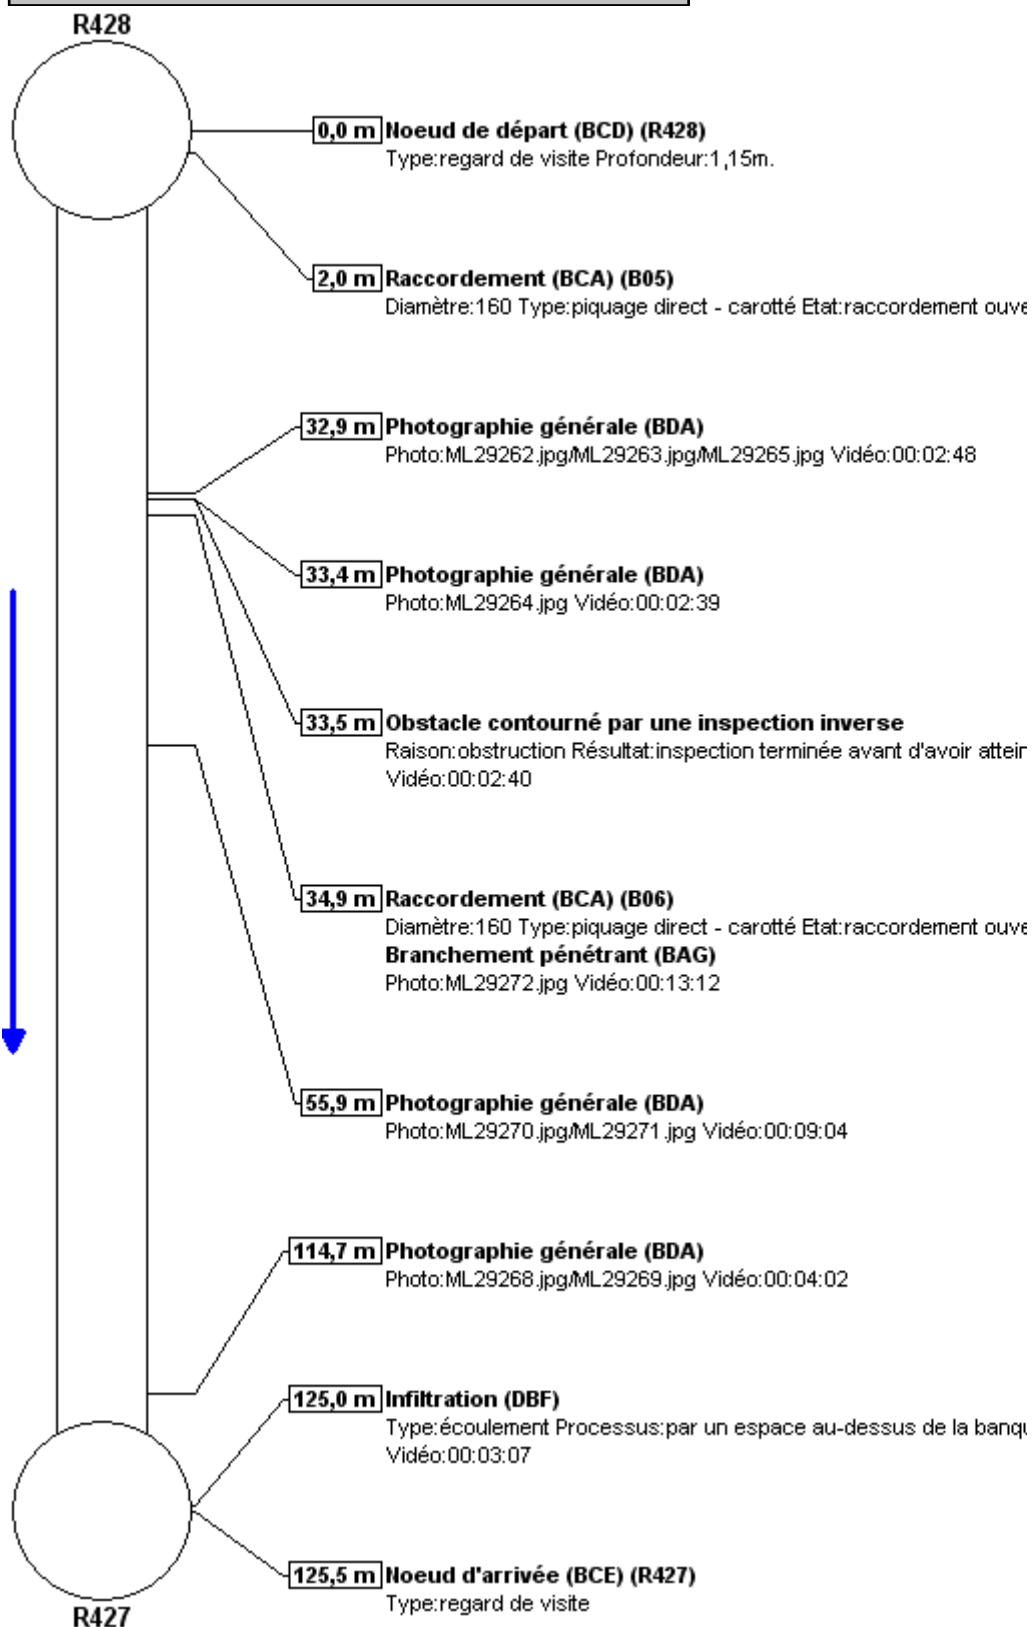 R428
0,0 m Noeud de départ (BCD) (R428)
Type:regard de visite Profondeur:1,15m.
2,0 m Raccordement (BCA) (B05)
Diamètre:160 Type:piquage direct - carotté Etat:raccordement ouve
32,9 m Photographie générale (BDA)
Photo:ML29262.jpg/ML29263.jpg/ML29265.jpg Vidéo:00:02:48
33,4 m Photographie générale (BDA)
Photo:ML29264.jpg Vidéo:00:02:39
33,5 m Obstacle contourné par une inspection inverse
Raison:obstruction Résultat:inspection terminée avant d'avoir attein
Vidéo:00:02:40
34,9 m Raccordement (BCA) (B06)
Diamètre:160 Type:piquage direct - carotté Etat:raccordement ouve
Branchement pénétrant (BAG)
Photo:ML29272.jpg Vidéo:00:13:12
55,9 m Photographie générale (BDA)
Photo:ML29270.jpg/ML29271.jpg Vidéo:00:09:04
114,7 m Photographie générale (BDA)
Photo:ML29268.jpg/ML29269.jpg Vidéo:00:04:02
125,0 m Infiltration (DBF)
Type:écoulement Processus:par un espace au-dessus de la banqu
Vidéo:00:03:07
125,5 m Noeud d'arrivée (BCE) (R427)
Type:regard de visite
R427